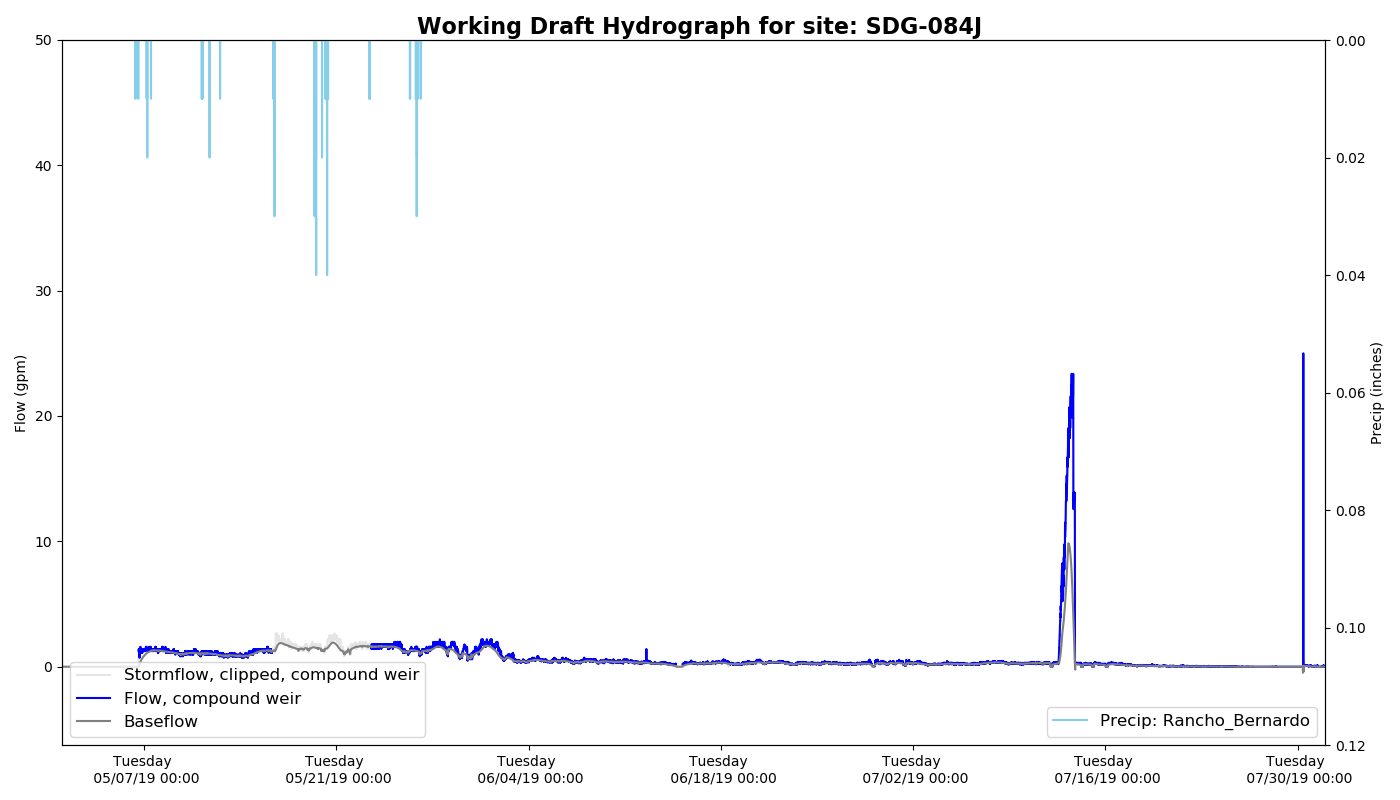 Working Draft Hydrograph for site: SDG-084J
50
40
30
20
10
0
Flow (gpm)
0.00
0.02
0.04
0.06
0.08
0.10
0.12
Precip (inches)
Stormflow, clipped, compound weir
Flow, compound weir
Baseflow
Precip: Rancho_Bernardo
Tuesday
05/07/19 00:00
Tuesday
05/21/19 00:00
Tuesday
06/04/19 00:00
Tuesday
06/18/19 00:00
Tuesday
07/02/19 00:00
Tuesday
07/16/19 00:00
Tuesday
07/30/19 00:00